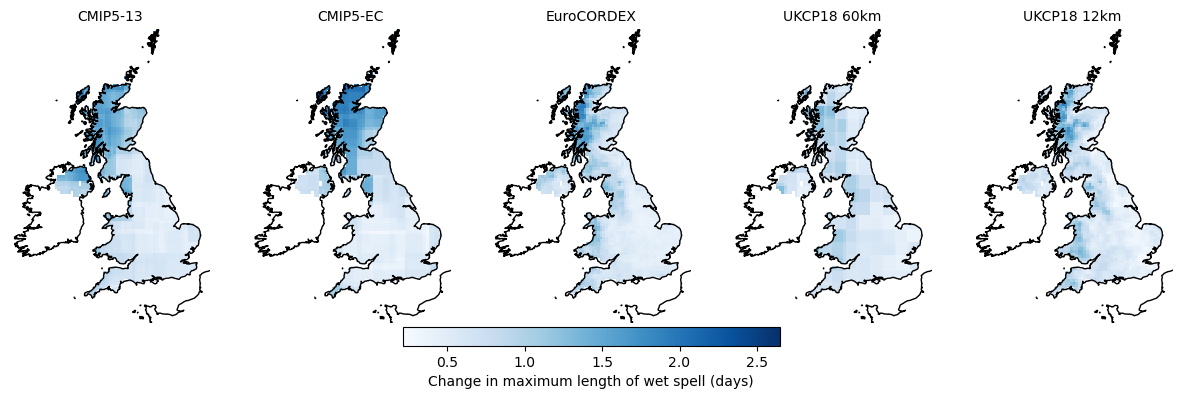 CMIP5-13
CMIP5-EC
EuroCORDEX
UKCP18 60km
UKCP18 12km
0.5 1.0 1.5 2.0 2.5
Change in maximum length of wet spell (days)